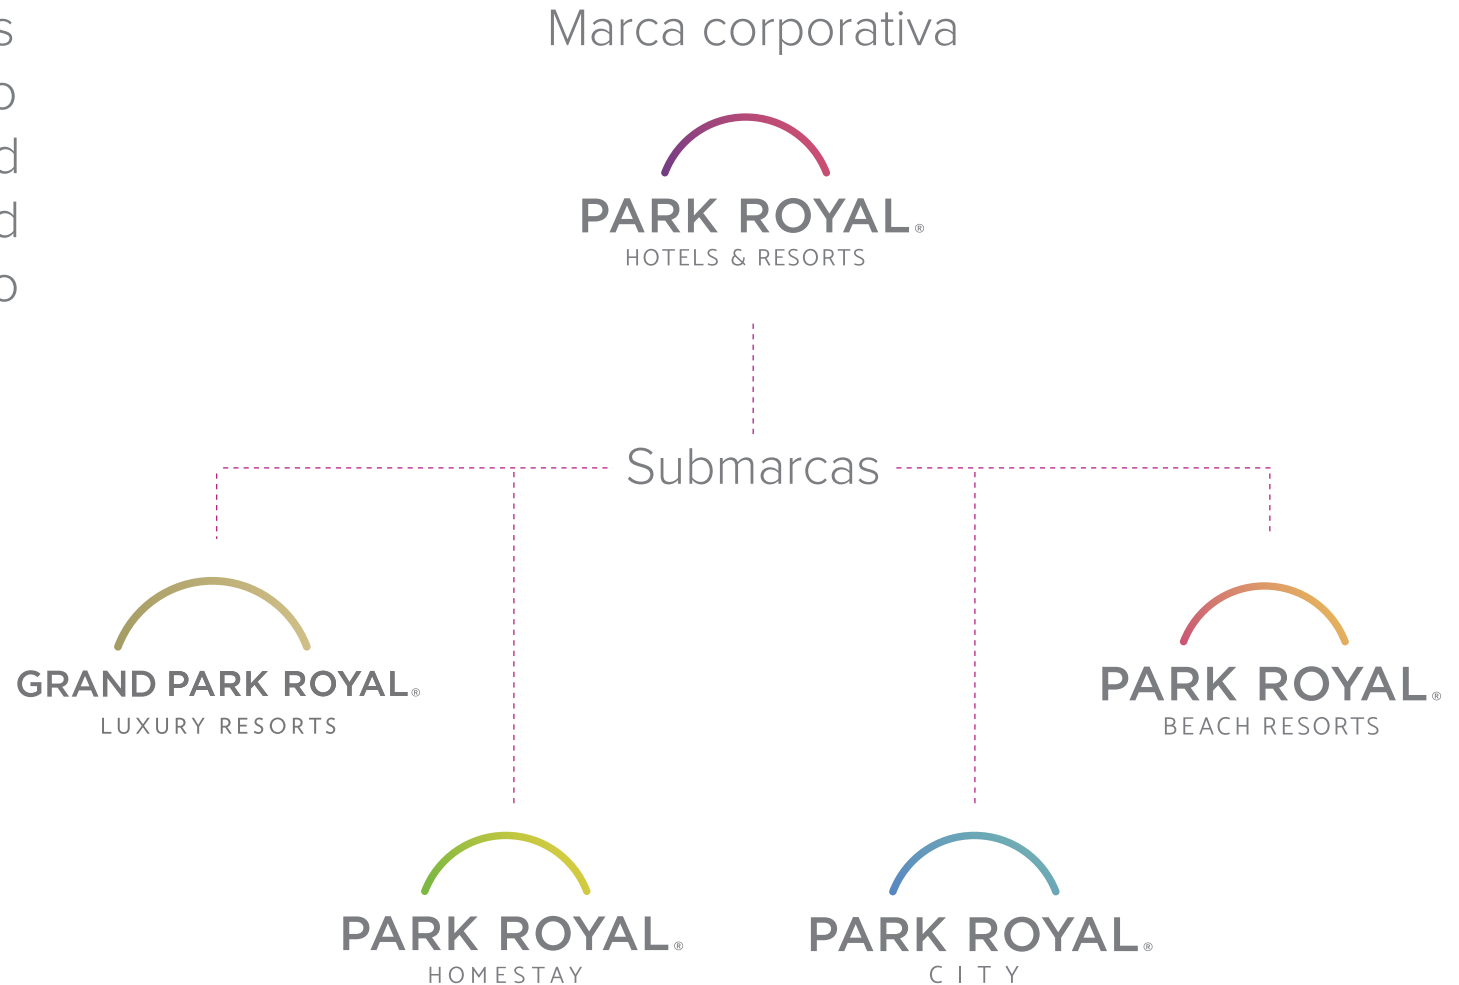 Marca corporativa
PARK ROYAL®
HOTELS & RESORTS
Submarcas
GRAND PARK ROYAL®
LUXURY RESORTS
PARK ROYAL®
BEACH RESORTS
PARK ROYAL®
HOMESTAY
PARK ROYAL®
CITY